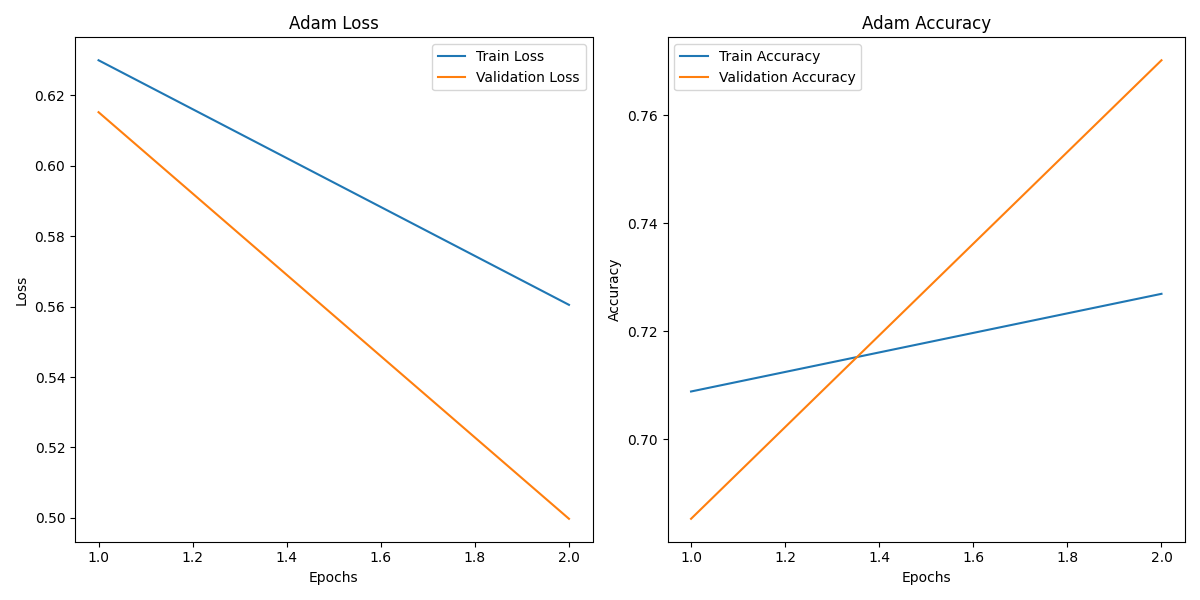 Adam Loss
Train Loss
Validation Loss
0.62
0.60
0.58
0.56
0.54
0.52
0.50
Loss
1.0 1.2 1.4 1.6 1.8 2.0
Epochs
Adam Accuracy
Train Accuracy
Validation Accuracy
0.76
0.74
0.72
0.70
Accuracy
1.0 1.2 1.4 1.6 1.8 2.0
Epochs